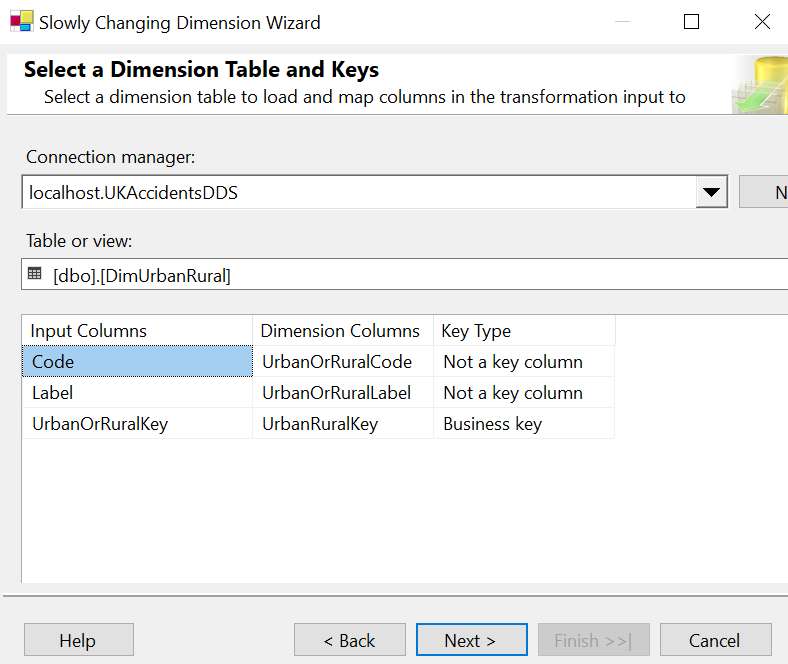 Slowly Changing Dimension Wizard
Select a Dimension Table and Keys
Select a dimension table to load and map columns in the transformation input to
Connection manager:
localhost.UKAccidentsDDS
N
Table or view:
[dbo].[DimUrbanRural]
Input Columns Dimension Columns Key Type
Code UrbanOrRuralCode Not a key column
Label UrbanOrRuralLabel Not a key column
UrbanOrRuralKey UrbanRuralKey Business key
Help < Back Next > Finish >>| Cancel